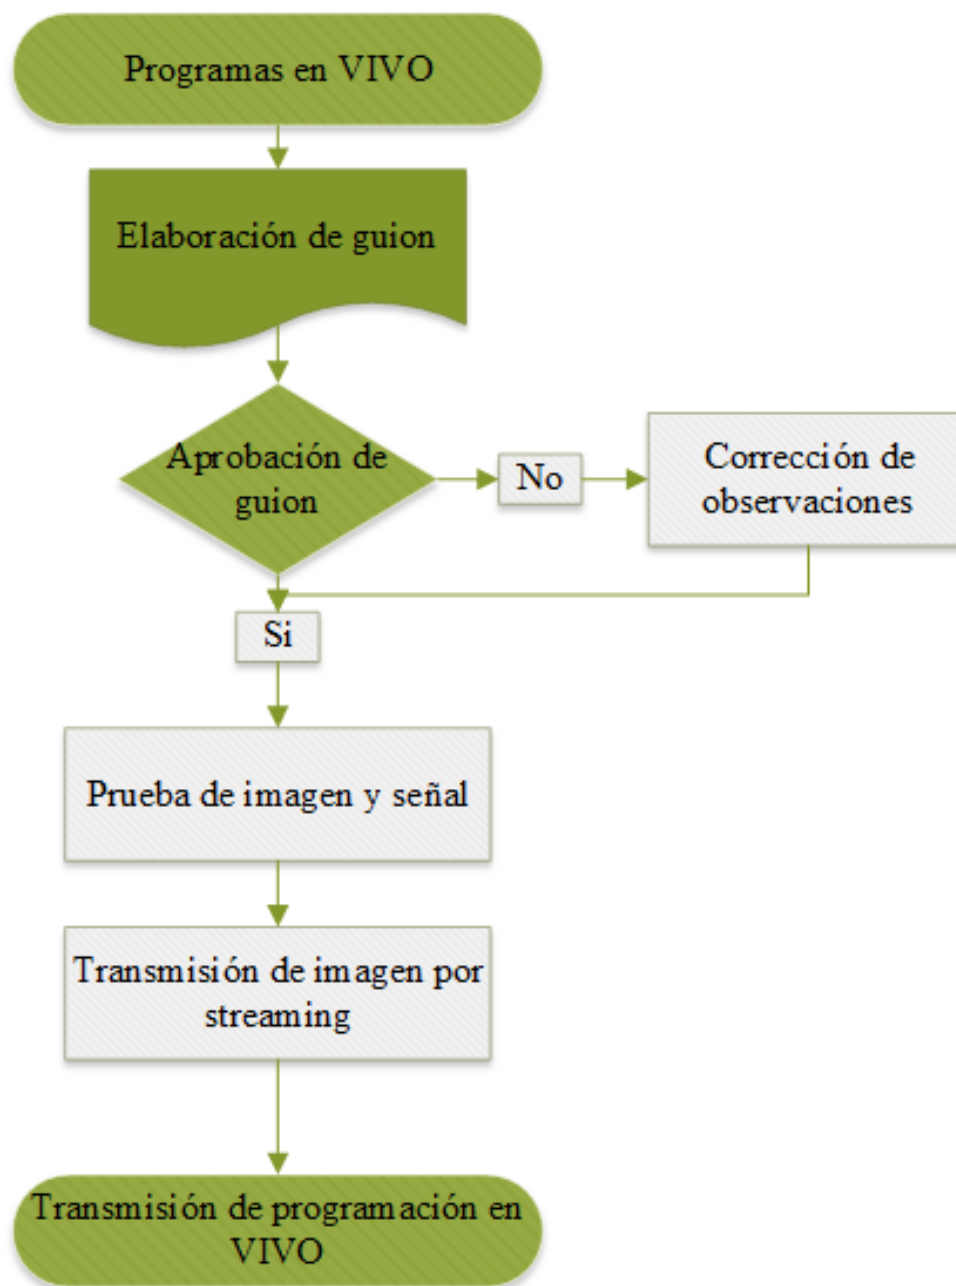 Programas en VIVO
Elaboración de guion
Aprobación de
guion
No
Corrección de
observaciones
Si
Prueba de imagen y señal
Transmisión de imagen por
streaming
Transmisión de programación en
VIVO